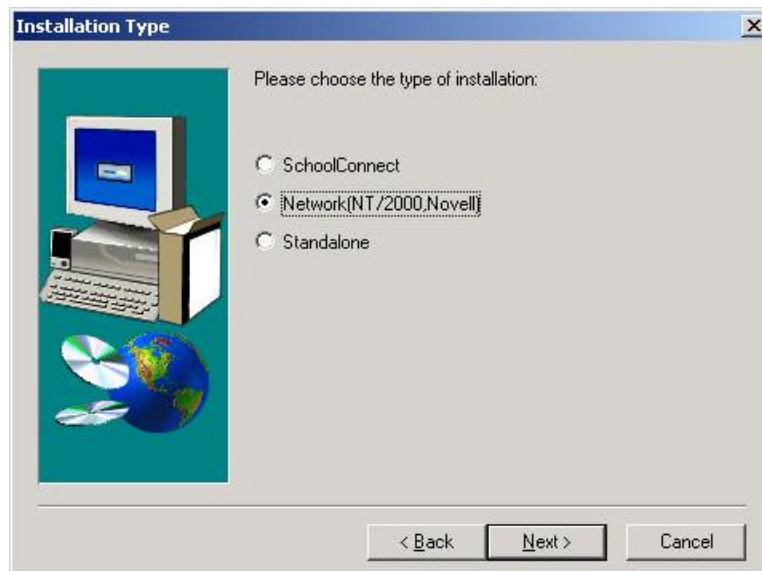 Installation Type
Please choose the type of installation:
SchoolConnect
Network(NT/2000,Novell)
Standalone
< Back
Next >
Cancel